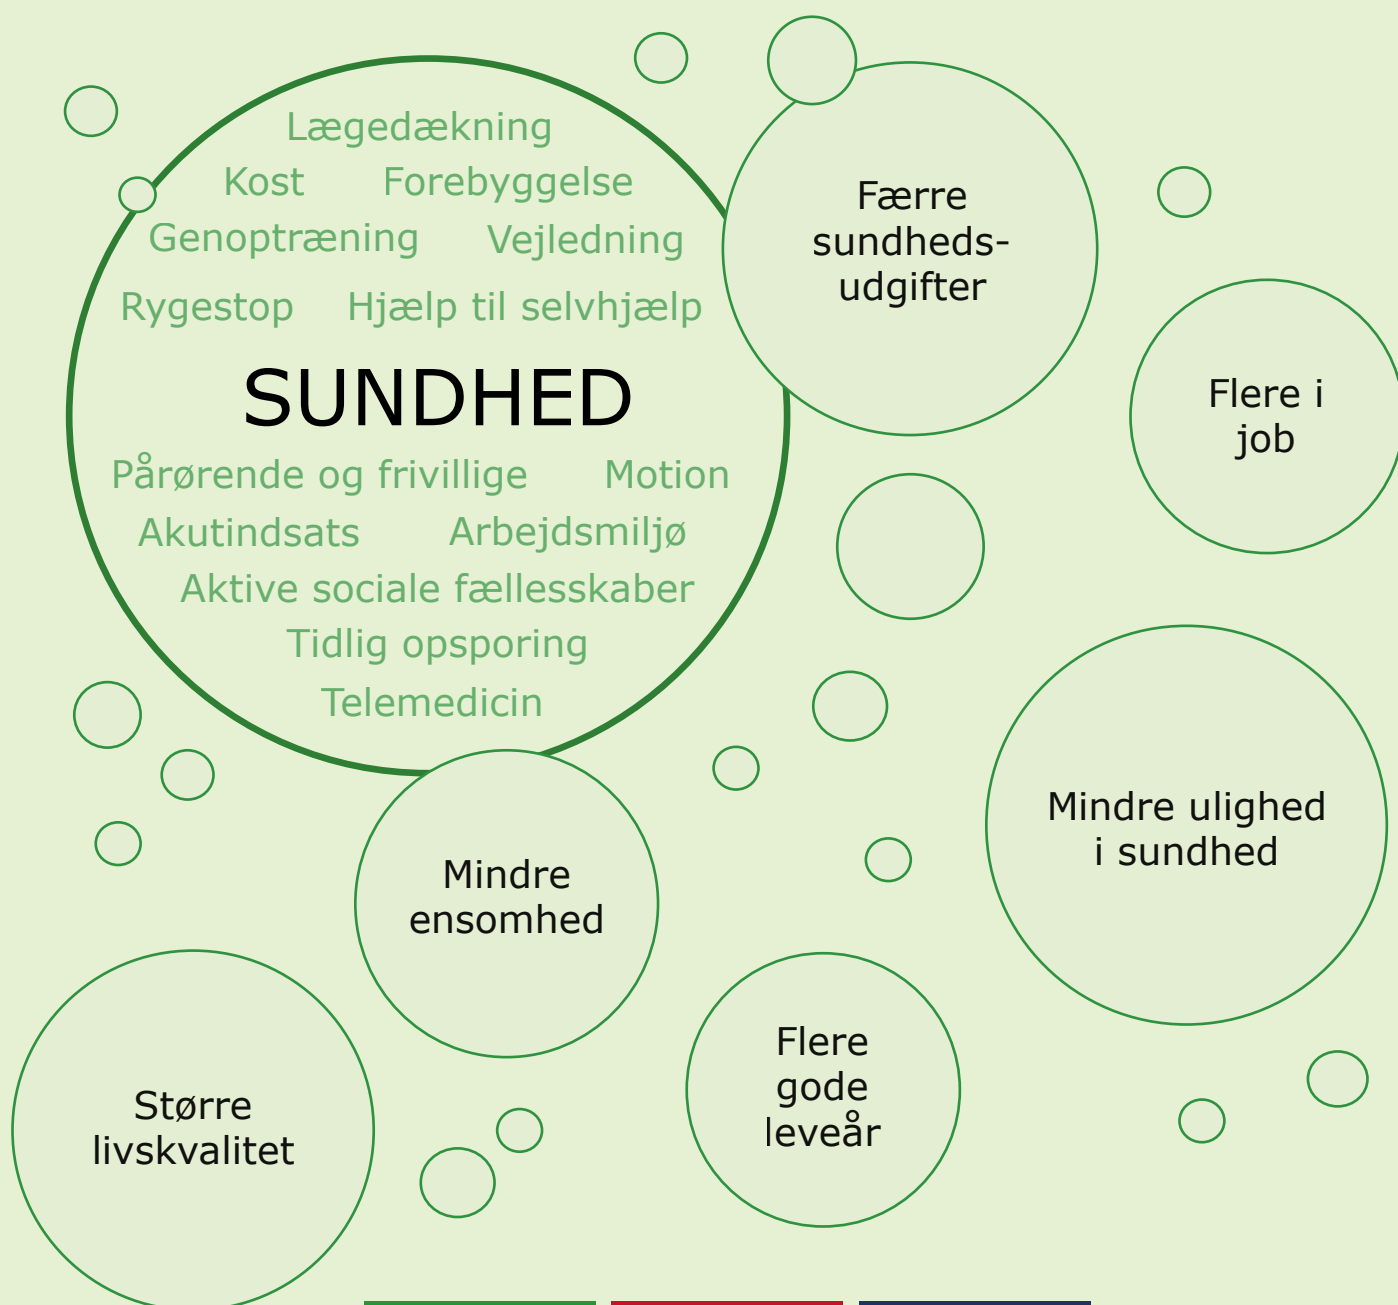 Lægedækning
Kost Forebyggelse
Genoptræning Vejledning
Rygestop Hjælp til selvhjælp
SUNDHED
Pårørende og frivillige Motion
Akutindsats Arbejdsmiljø
Aktive sociale fællesskaber
Tidlig opsporing
Telemedicin
Færre
sundheds-
udgifter
Flere i
job
Mindre ulighed
i sundhed
Mindre
ensomhed
Flere
gode
leveår
Større
livskvalitet